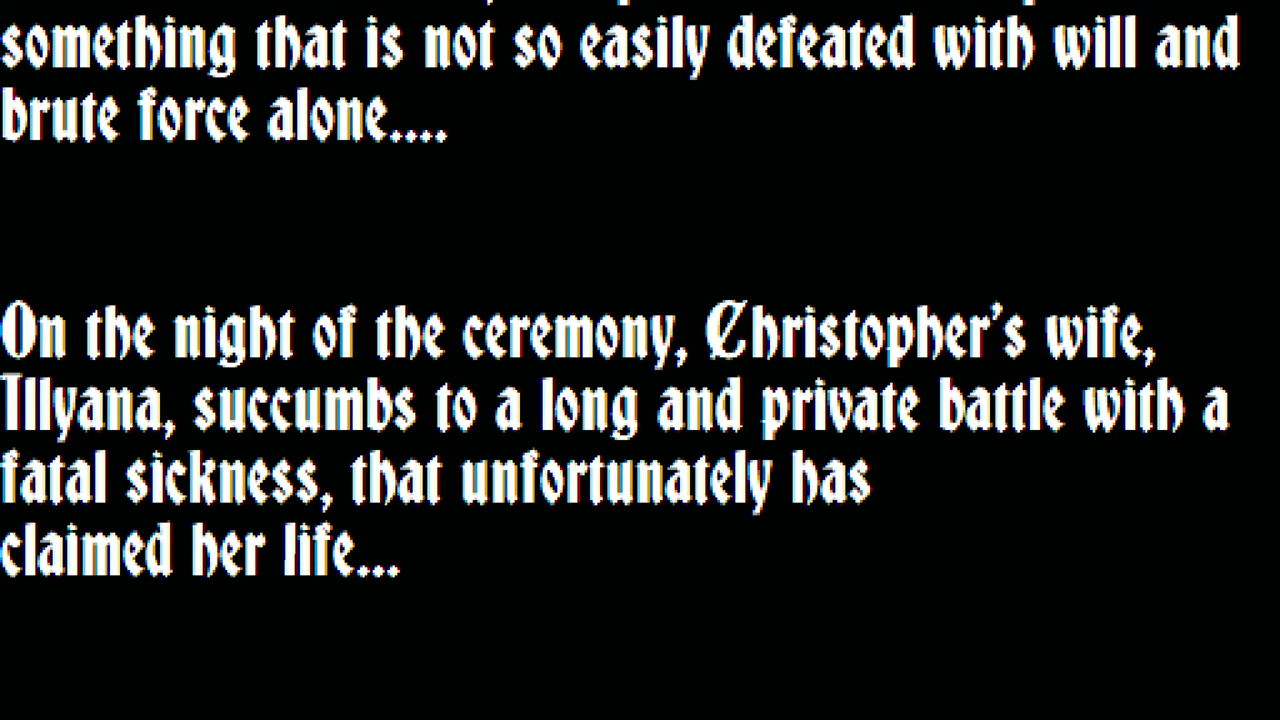 something that is not so easily defeated with will and
brute force alone....
On the night of the ceremony, Christopher's wife,
Illyana, succumbs to a long and private battle with a
fatal sickness, that unfortunately has
claimed her life...